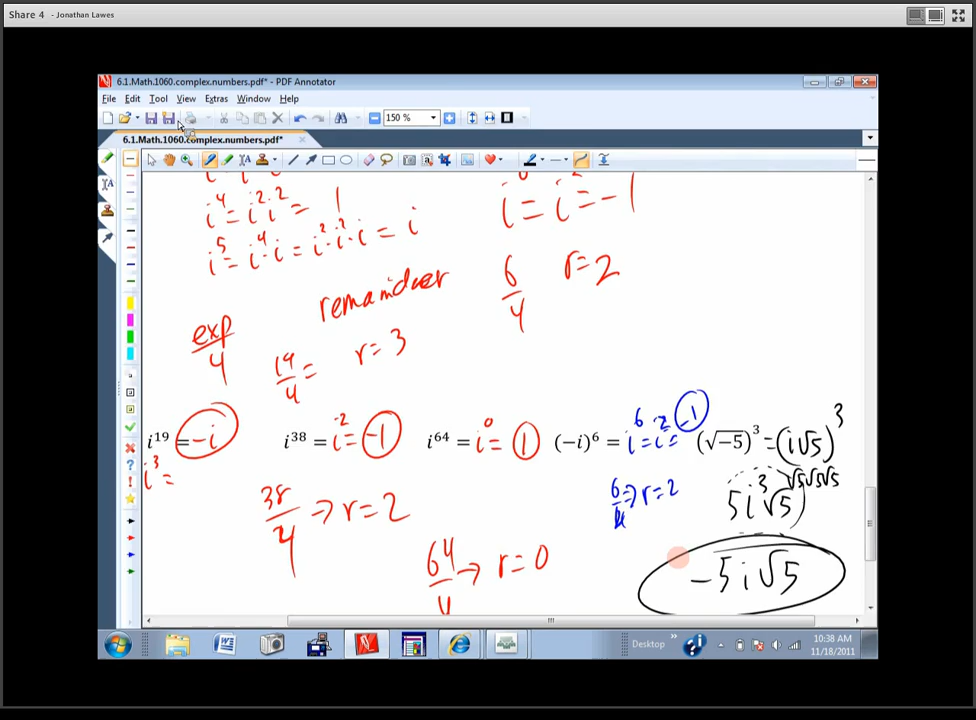 Share 4 - Jonathan Lawes
6.1.Math.1060.complex.numbers.pdf* - PDF Annotator
File Edit Tool View Extras Window Help
150 %
6.1.Math.1060.complex.numbers.pdf*
i⁴ = i²·i² = 1
i = i² = -1
i⁵ = i⁴·i = i²·i²·i = i
remaindeer
6/4 r=2
exp/4
19/4 = r=3
i¹⁹ = -i
i³⁸ = i² = -1
i⁶⁴ = i⁰ = 1
(−i)⁶ = i⁶ = i² = -1
(√−5)³ = (i√5)³
i³ =
√5√5√5
38/4 => r=2
6/4 => r=2
5i³√5)
64/4 -> r=0
-5i√5
Desktop
10:38 AM
11/18/2011